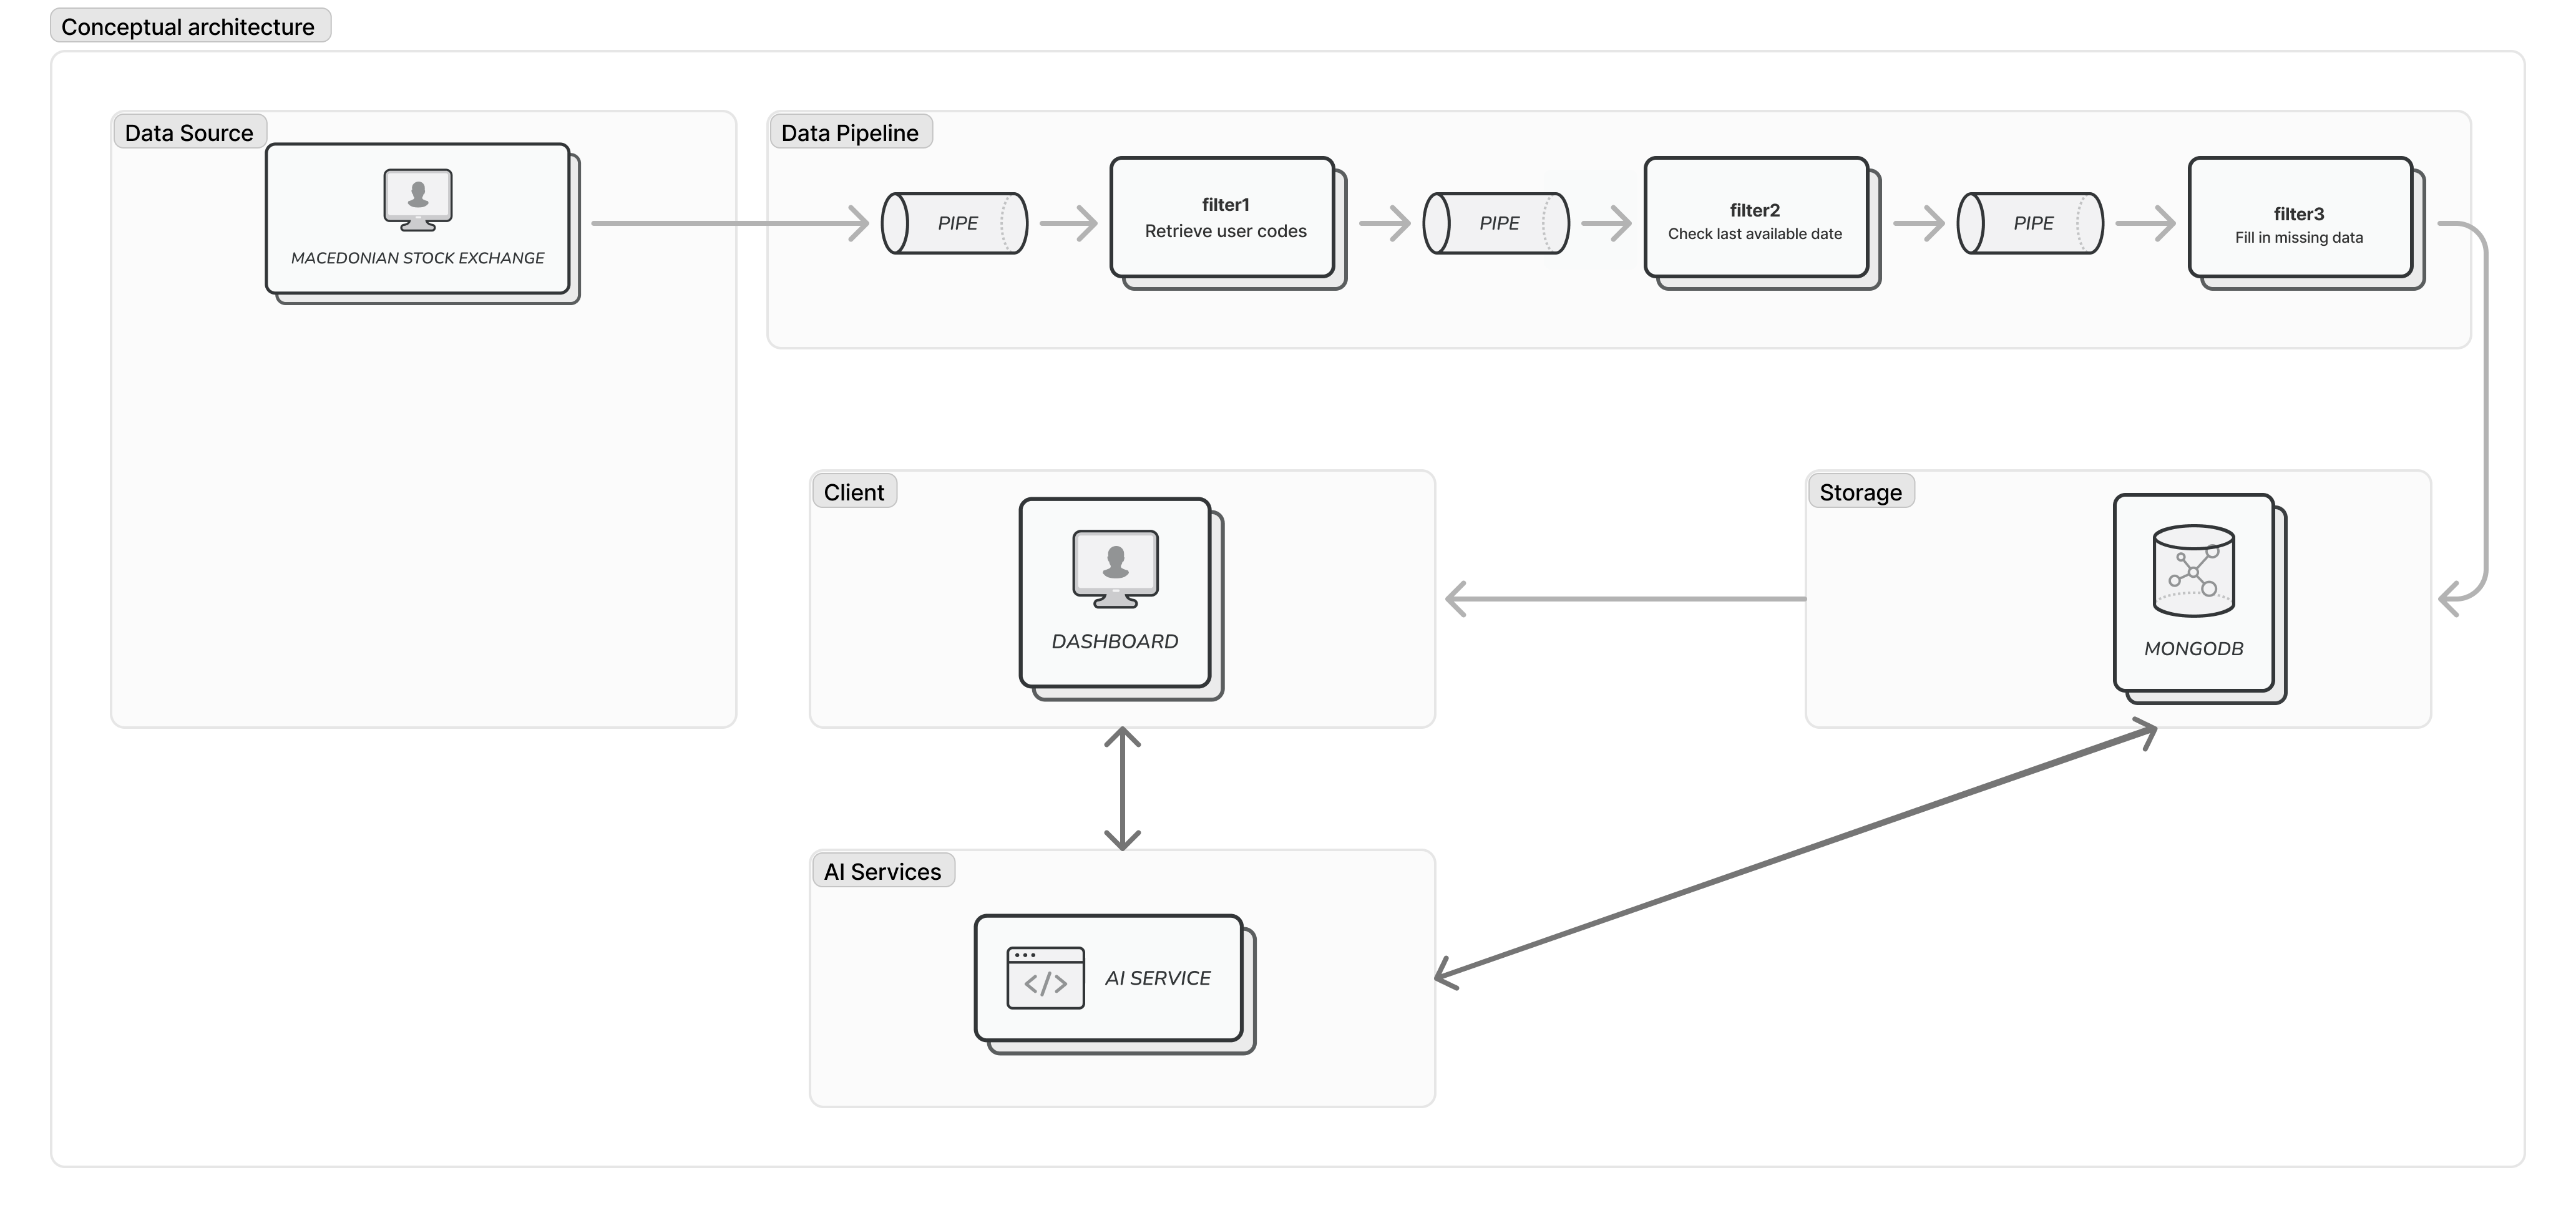 Conceptual architecture
Data Source
MACEDONIAN STOCK EXCHANGE
Data Pipeline
PIPE
filter1
Retrieve user codes
PIPE
filter2
Check last available date
PIPE
filter3
Fill in missing data
Client
DASHBOARD
Storage
MONGODB
AI Services
</>
AI SERVICE